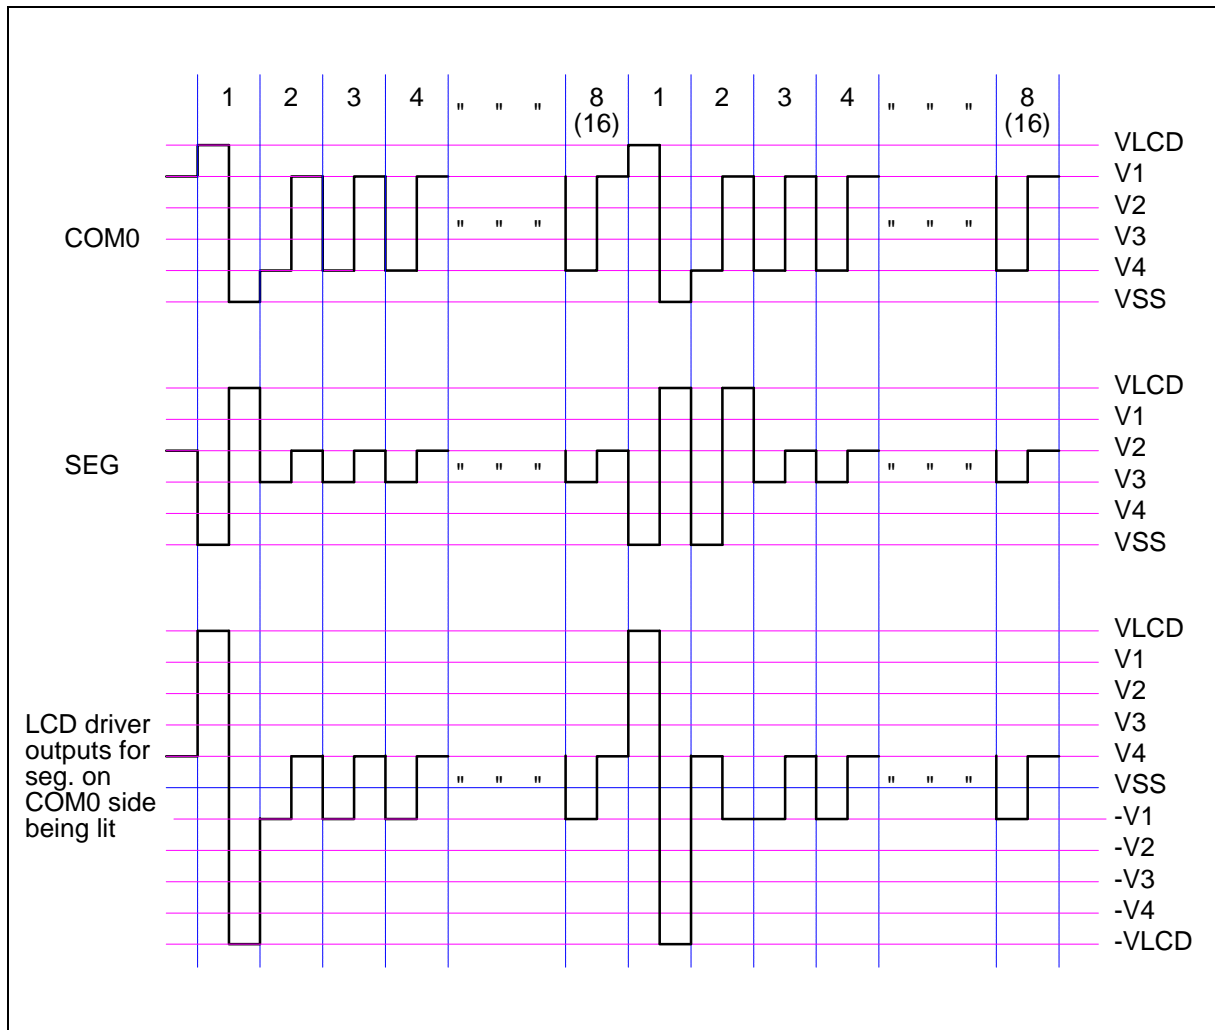 1 2 3 4 " " " 8 1 2 3 4 " " " 8
(16) (16)
VLCD
V1
V2
V3
V4
VSS
COM0
" " " " " "
VLCD
V1
V2
V3
V4
VSS
SEG
" " " " " "
VLCD
V1
V2
V3
V4
VSS
-V1
-V2
-V3
-V4
-VLCD
LCD driver
outputs for
seg. on
COM0 side
being lit
" " " " " "